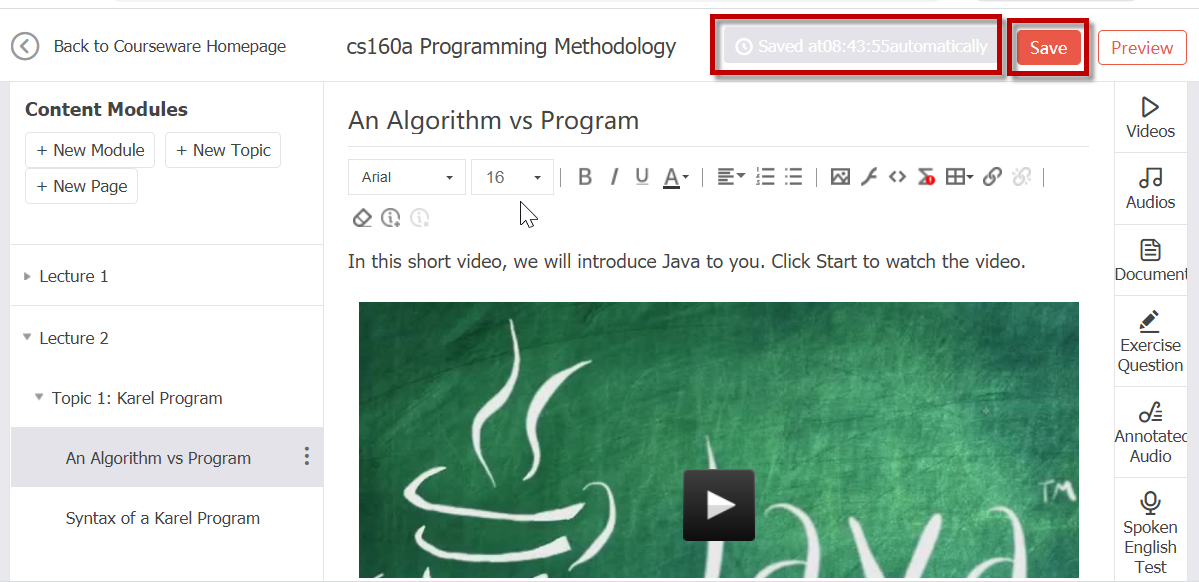 Back to Courseware Homepage
cs160a Programming Methodology
Saved at08:43:55automatically
Save
Preview
Content Modules
+ New Module
+ New Topic
+ New Page
Lecture 1
Lecture 2
Topic 1: Karel Program
An Algorithm vs Program
Syntax of a Karel Program
An Algorithm vs Program
Arial
16
B I U A
In this short video, we will introduce Java to you. Click Start to watch the video.
Java
TM
Videos
Audios
Document
Exercise
Question
Annotated
Audio
Spoken
English
Test